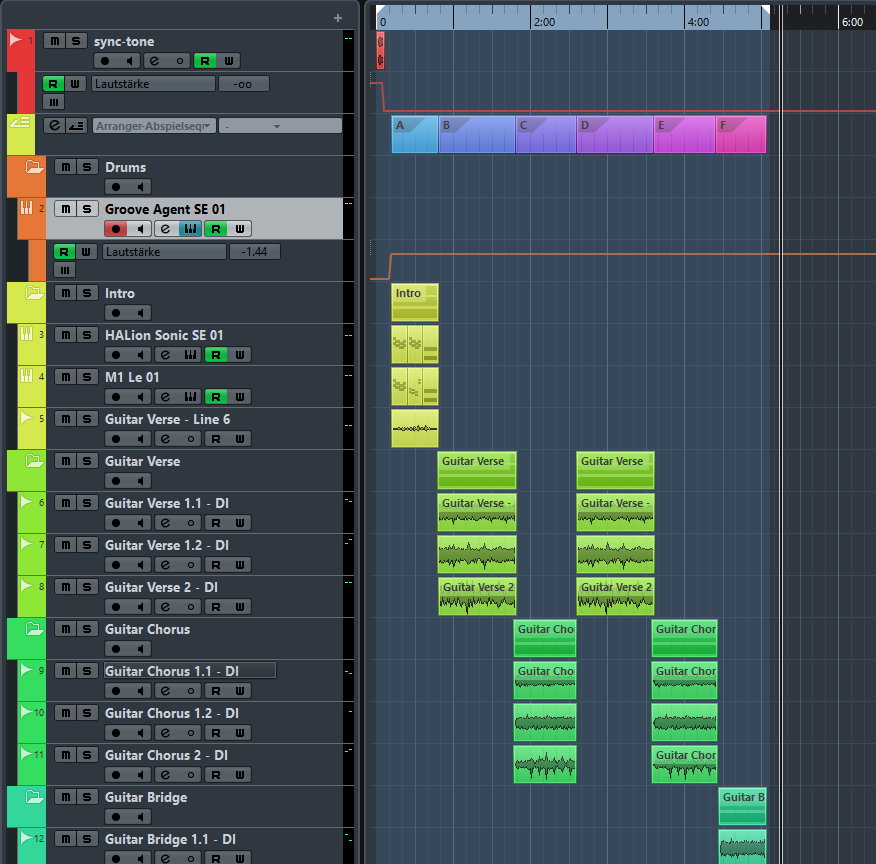 +
0 2:00 4:00 6:00
1 m S sync-tone
e R W
R W Lautstärke -oo
e Arranger-Abspielseq -
A B C D E F
m S Drums
2 m S Groove Agent SE 01
e R W
R W Lautstärke -1.44
m S Intro
Intro
3 m S HALion Sonic SE 01
e R W
4 m S M1 Le 01
e R W
5 m S Guitar Verse - Line 6
e R W
m S Guitar Verse
Guitar Verse Guitar Verse
6 m S Guitar Verse 1.1 - DI
Guitar Verse - Guitar Verse -
e R W
7 m S Guitar Verse 1.2 - DI
e R W
8 m S Guitar Verse 2 - DI
Guitar Verse 2 Guitar Verse 2
e R W
m S Guitar Chorus
Guitar Cho Guitar Chor
9 m S Guitar Chorus 1.1 - DI
Guitar Cho Guitar Chor
e R W
10 m S Guitar Chorus 1.2 - DI
e R W
11 m S Guitar Chorus 2 - DI
Guitar Chor
e R W
m S Guitar Bridge
Guitar B
12 m S Guitar Bridge 1.1 - DI
e R W